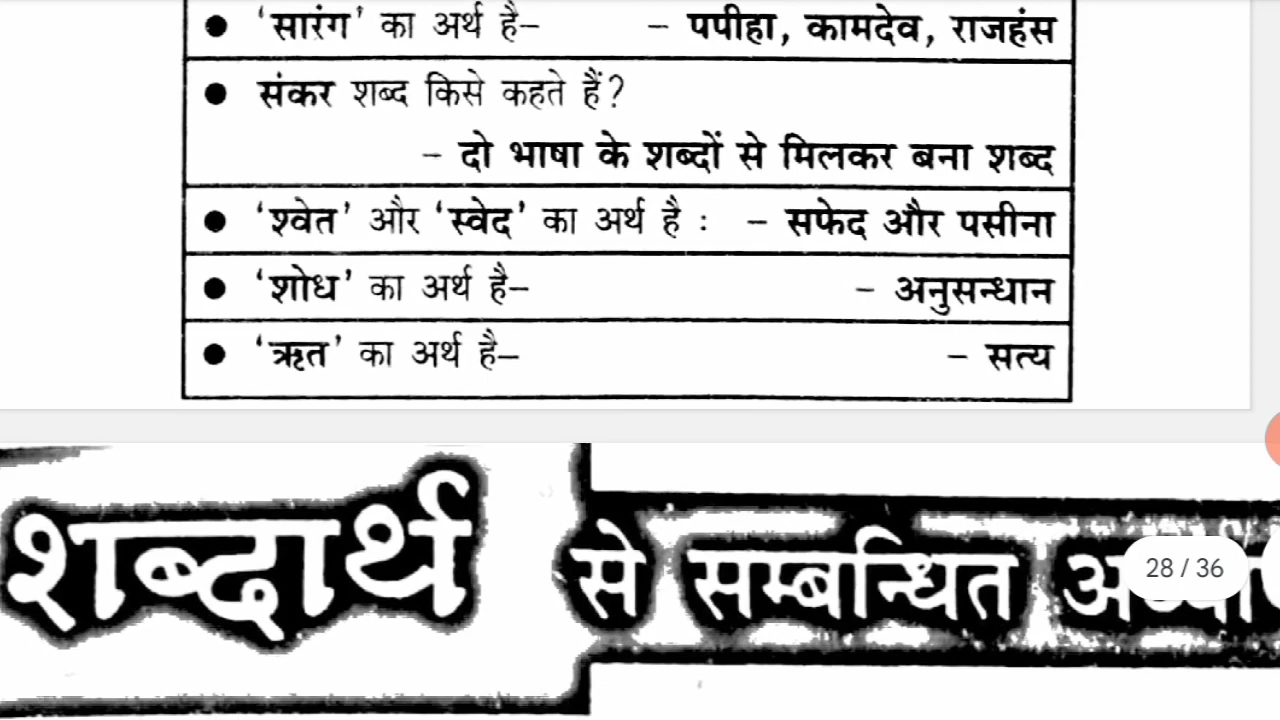 ● ‘सारंग’ का अर्थ है– – पपीहा, कामदेव, राजहंस
● संकर शब्द किसे कहते हैं?
– दो भाषा के शब्दों से मिलकर बना शब्द
● ‘श्वेत’ और ‘स्वेद’ का अर्थ है : – सफेद और पसीना
● ‘शोध’ का अर्थ है– – अनुसन्धान
● ‘ऋत’ का अर्थ है– – सत्य
शब्दार्थ से सम्बन्धित
28 / 36